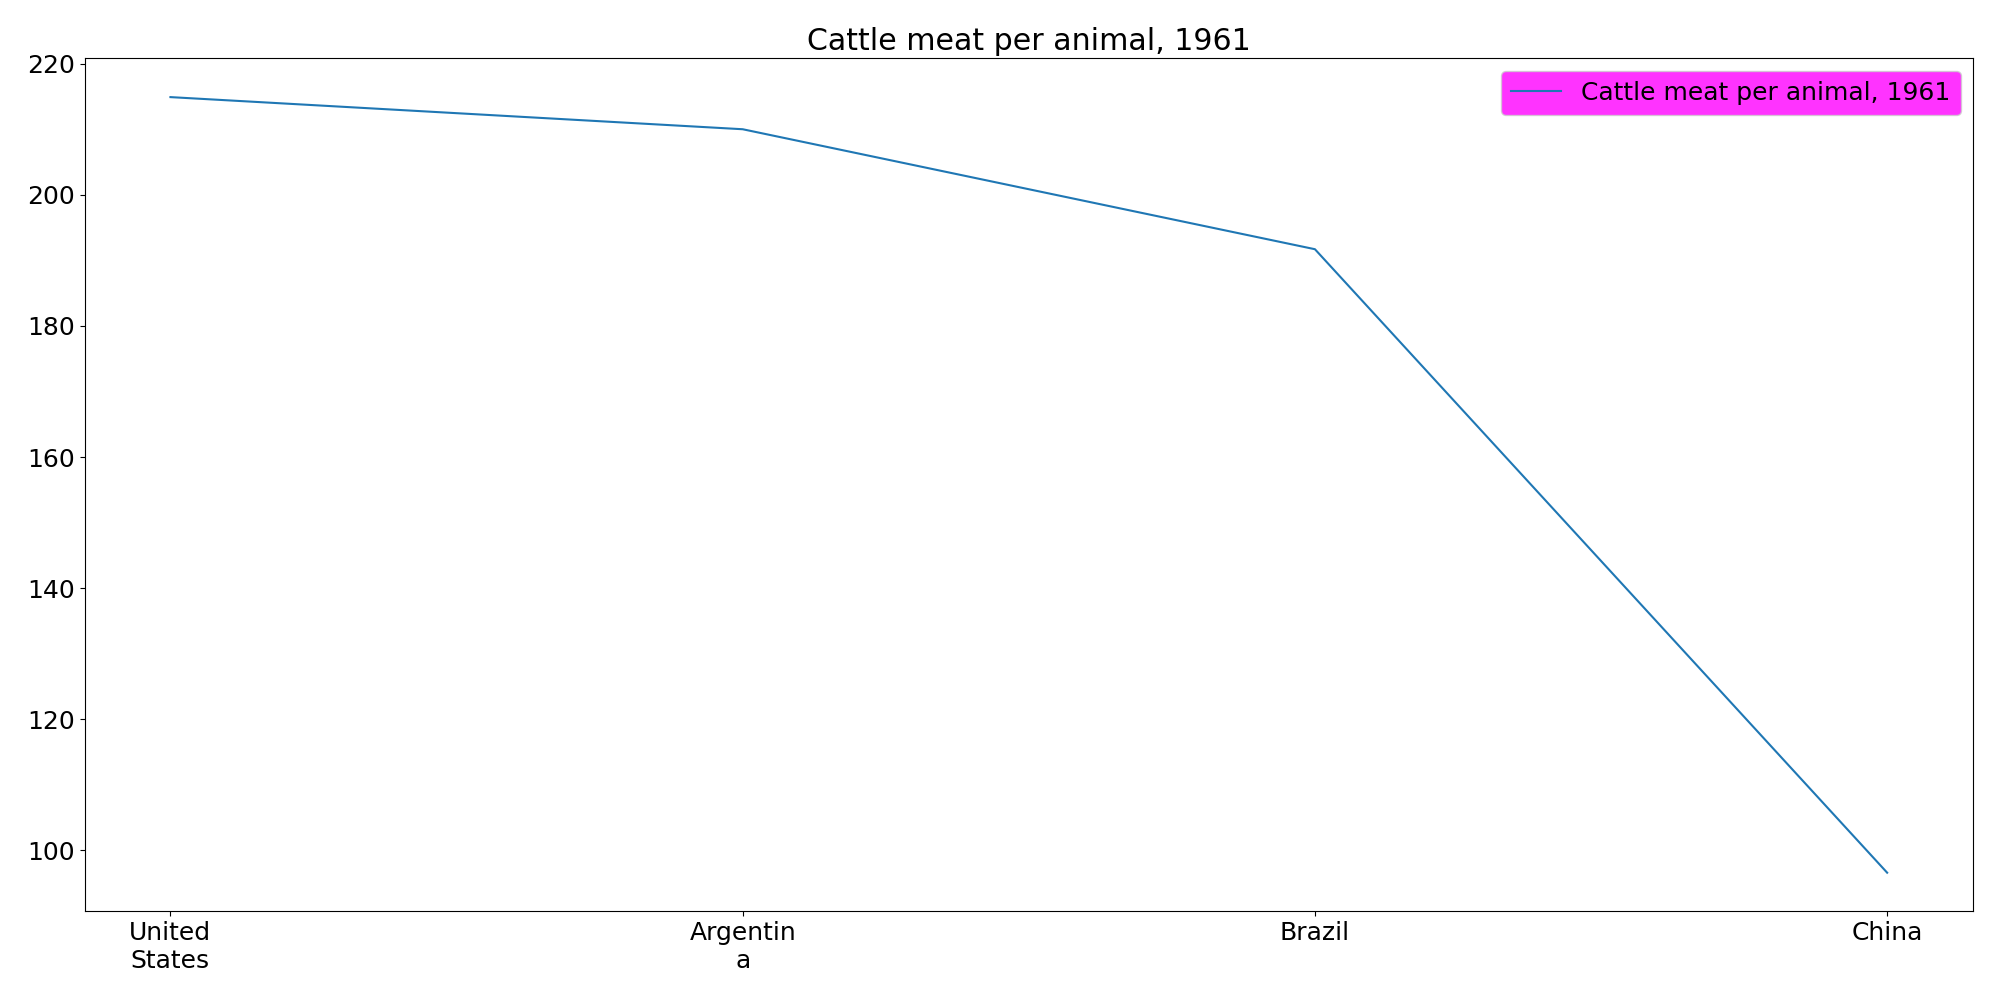 Cattle meat per animal, 1961
Cattle meat per animal, 1961
220
200
180
160
140
120
100
United
States
Argentin
a
Brazil
China